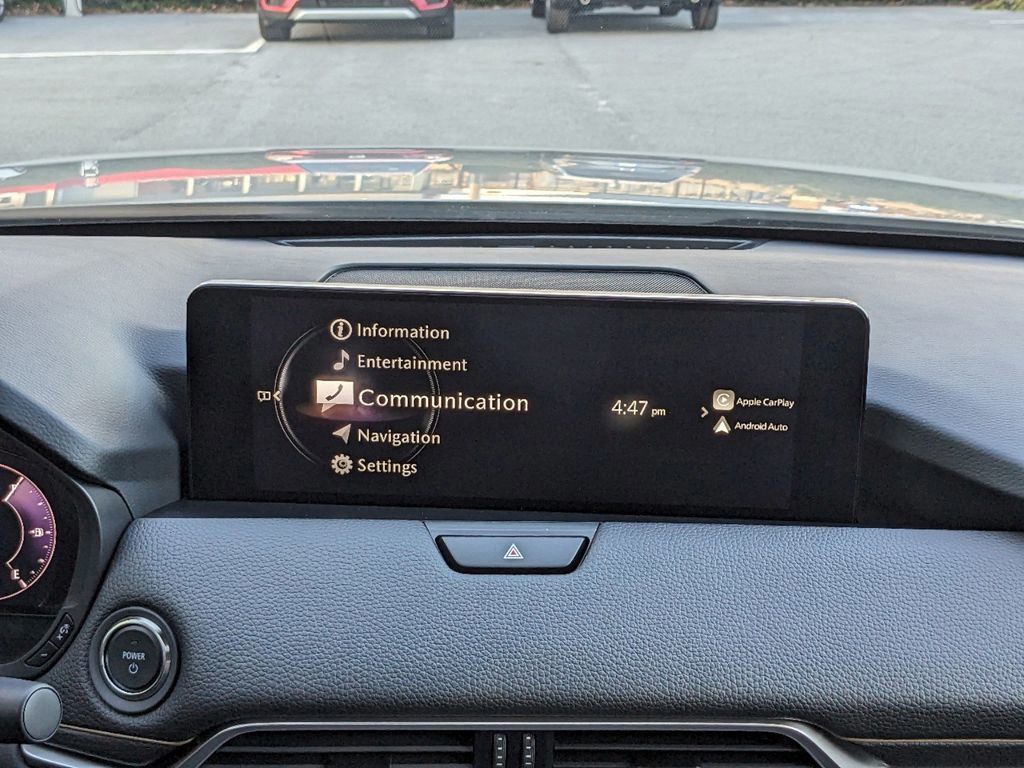 Information
Entertainment
Communication
Navigation
Settings
4:47 pm
Apple CarPlay
Android Auto
E
POWER